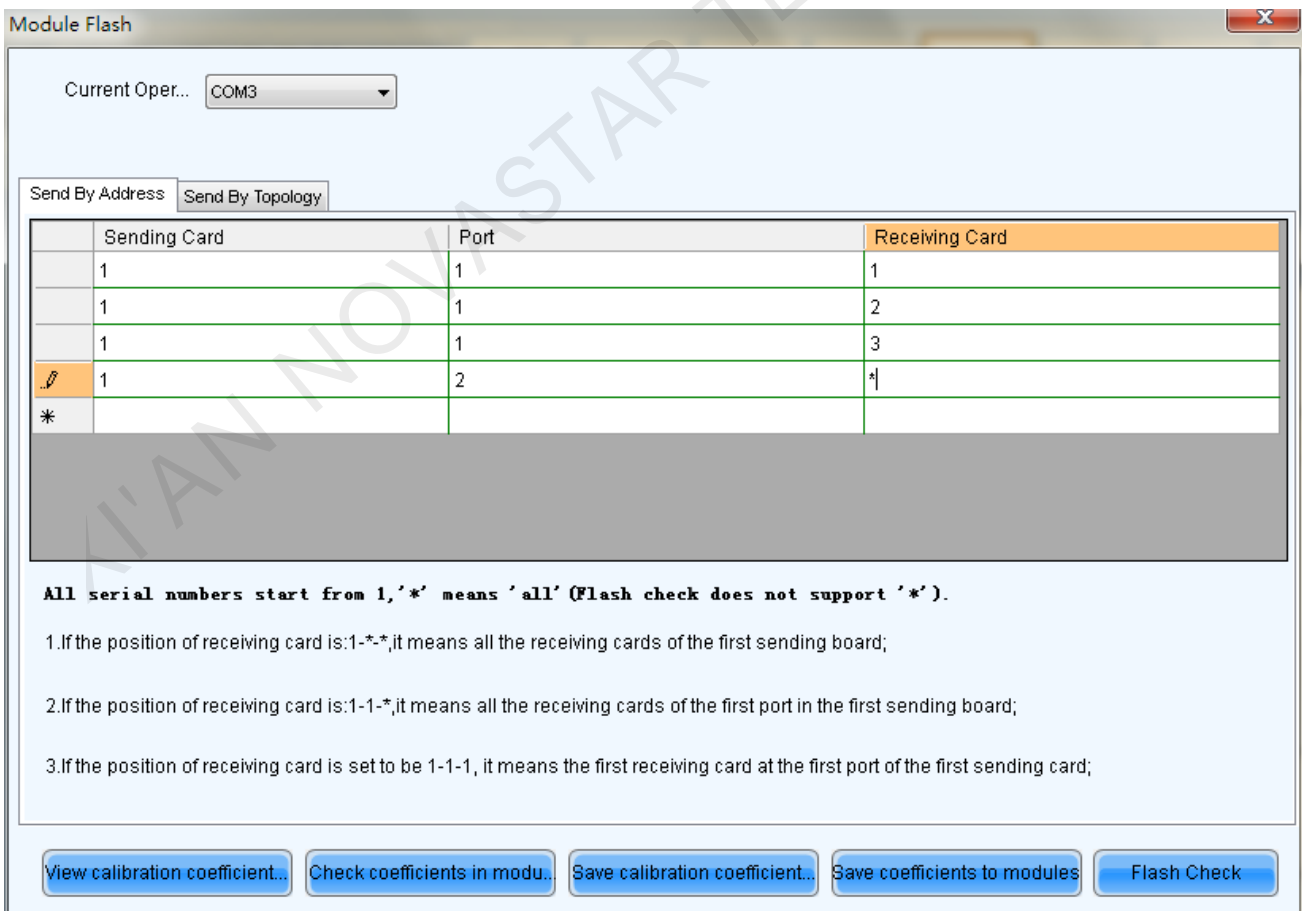 Module Flash
x
Current Oper... COM3
Send By Address Send By Topology
Sending Card Port Receiving Card
1 1 1
1 1 2
1 1 3
1 2 *
*
All serial numbers start from 1,'*' means 'all'(Flash check does not support '*').
1.If the position of receiving card is:1-*-*,it means all the receiving cards of the first sending board;
2.If the position of receiving card is:1-1-*,it means all the receiving cards of the first port in the first sending board;
3.If the position of receiving card is set to be 1-1-1, it means the first receiving card at the first port of the first sending card;
View calibration coefficient... Check coefficients in modu... Save calibration coefficient... Save coefficients to modules Flash Check
XI'AN NOVASTAR TE